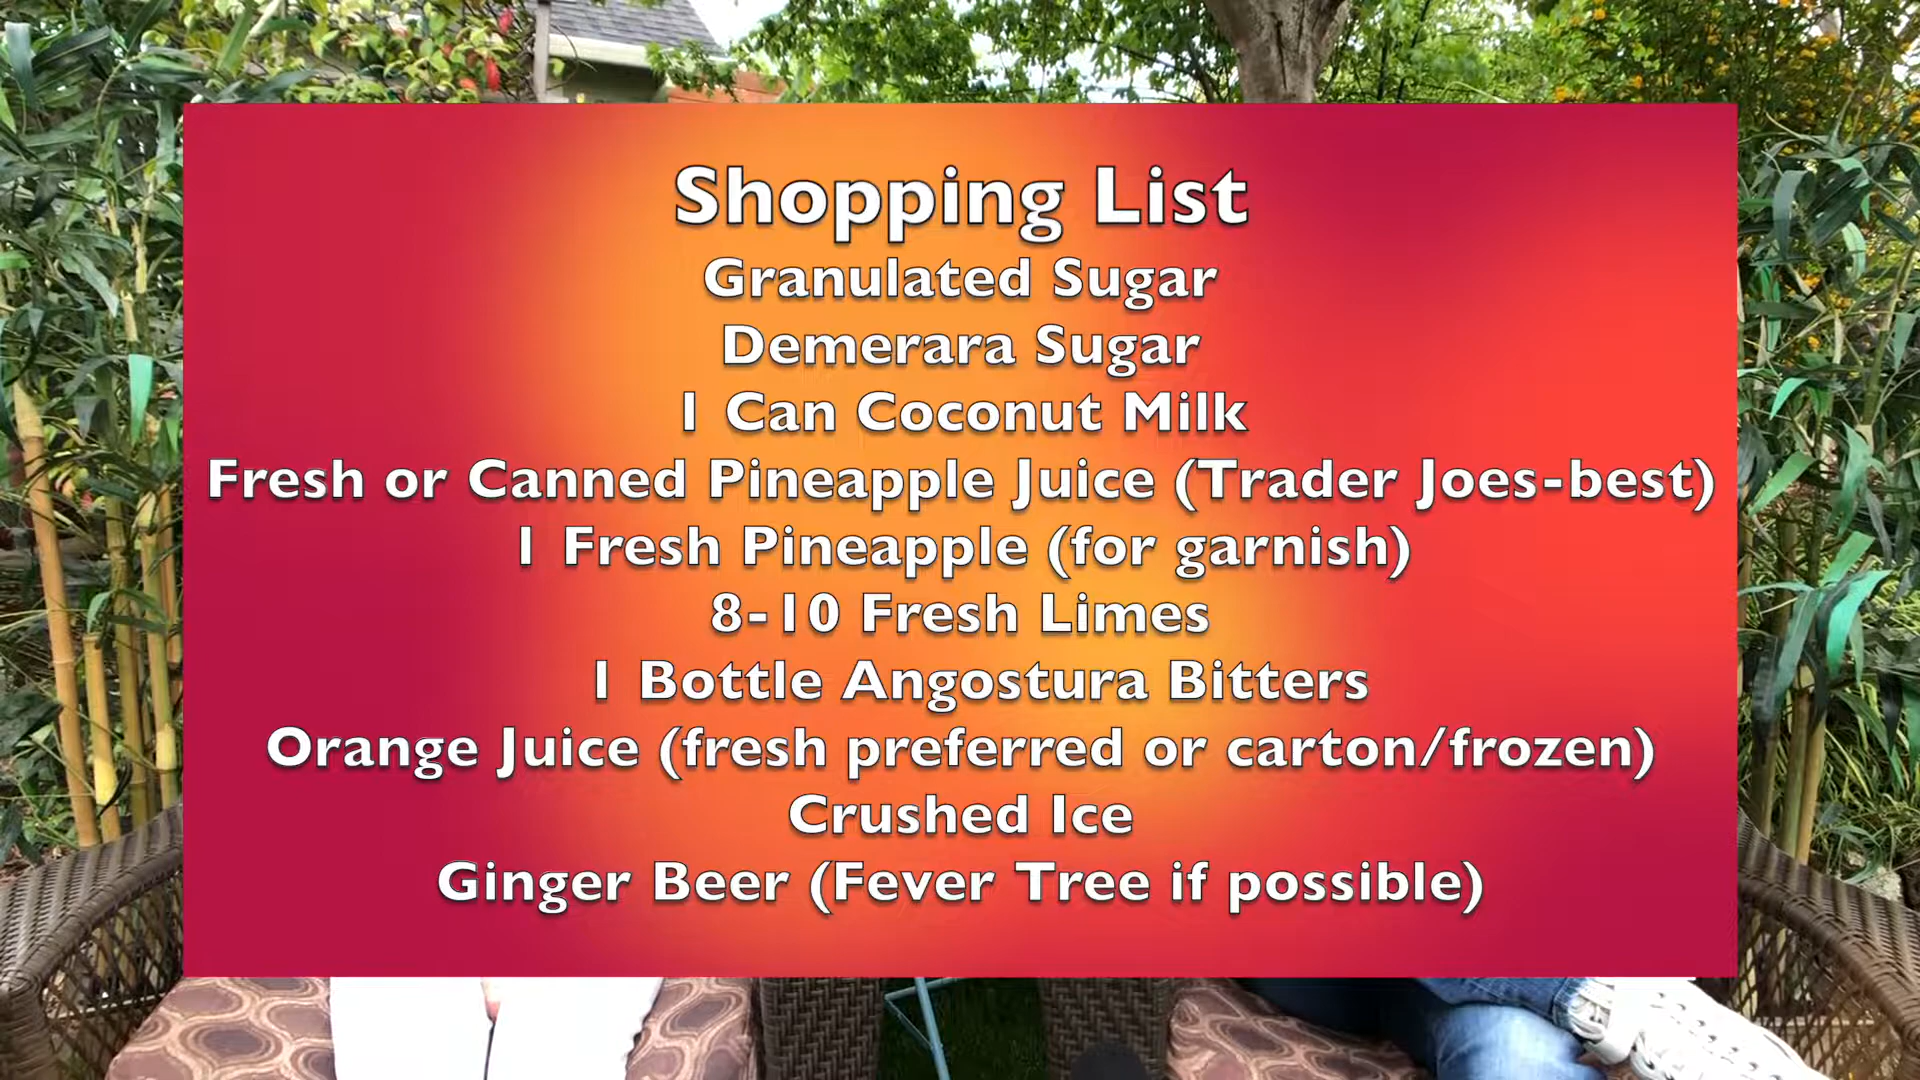 Shopping List
Granulated Sugar
Demerara Sugar
1 Can Coconut Milk
Fresh or Canned Pineapple Juice (Trader Joes-best)
1 Fresh Pineapple (for garnish)
8-10 Fresh Limes
1 Bottle Angostura Bitters
Orange Juice (fresh preferred or carton/frozen)
Crushed Ice
Ginger Beer (Fever Tree if possible)